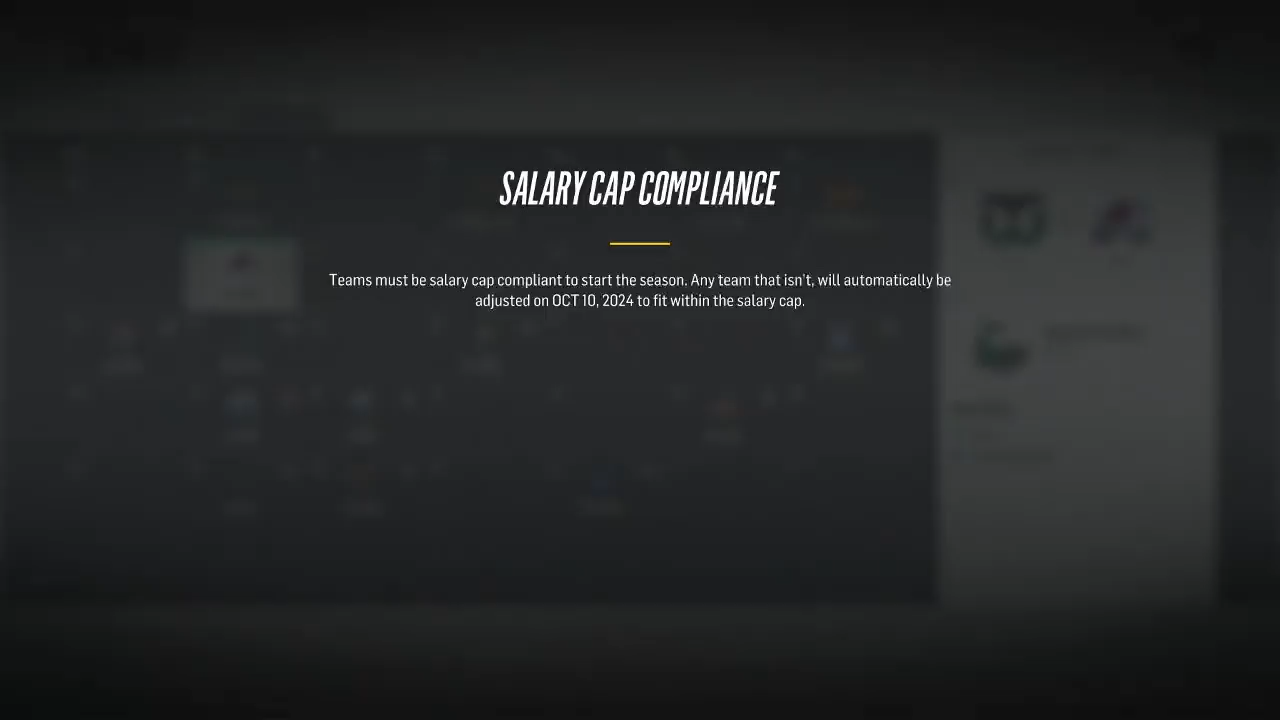 SALARY CAP COMPLIANCE
Teams must be salary cap compliant to start the season. Any team that isn't, will automatically be
adjusted on OCT 10, 2024 to fit within the salary cap.